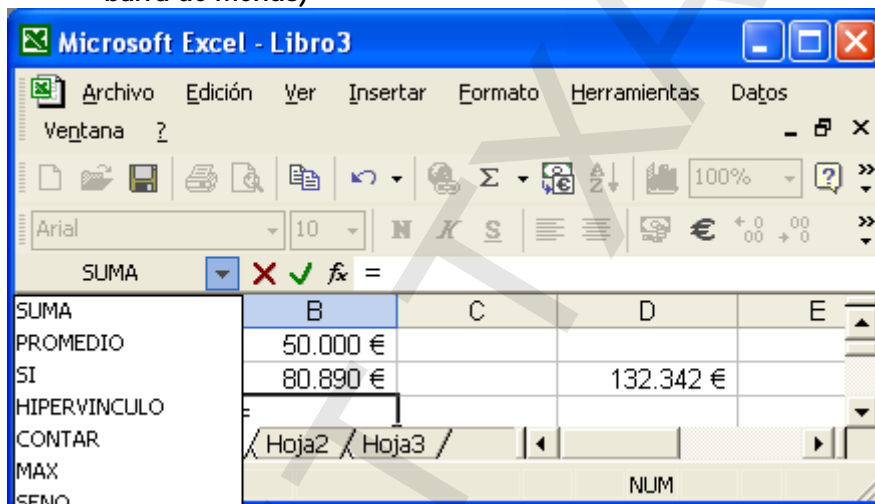 barra de menús)
Microsoft Excel - Libro3
Archivo Edición Ver Insertar Formato Herramientas Datos
Ventana ?
Σ 100% ?
Arial 10 N K S €
SUMA fx =
SUMA B C D E
PROMEDIO 50.000 €
SI 80.890 € 132.342 €
HIPERVINCULO =
CONTAR Hoja2 Hoja3
MAX NUM
SENO